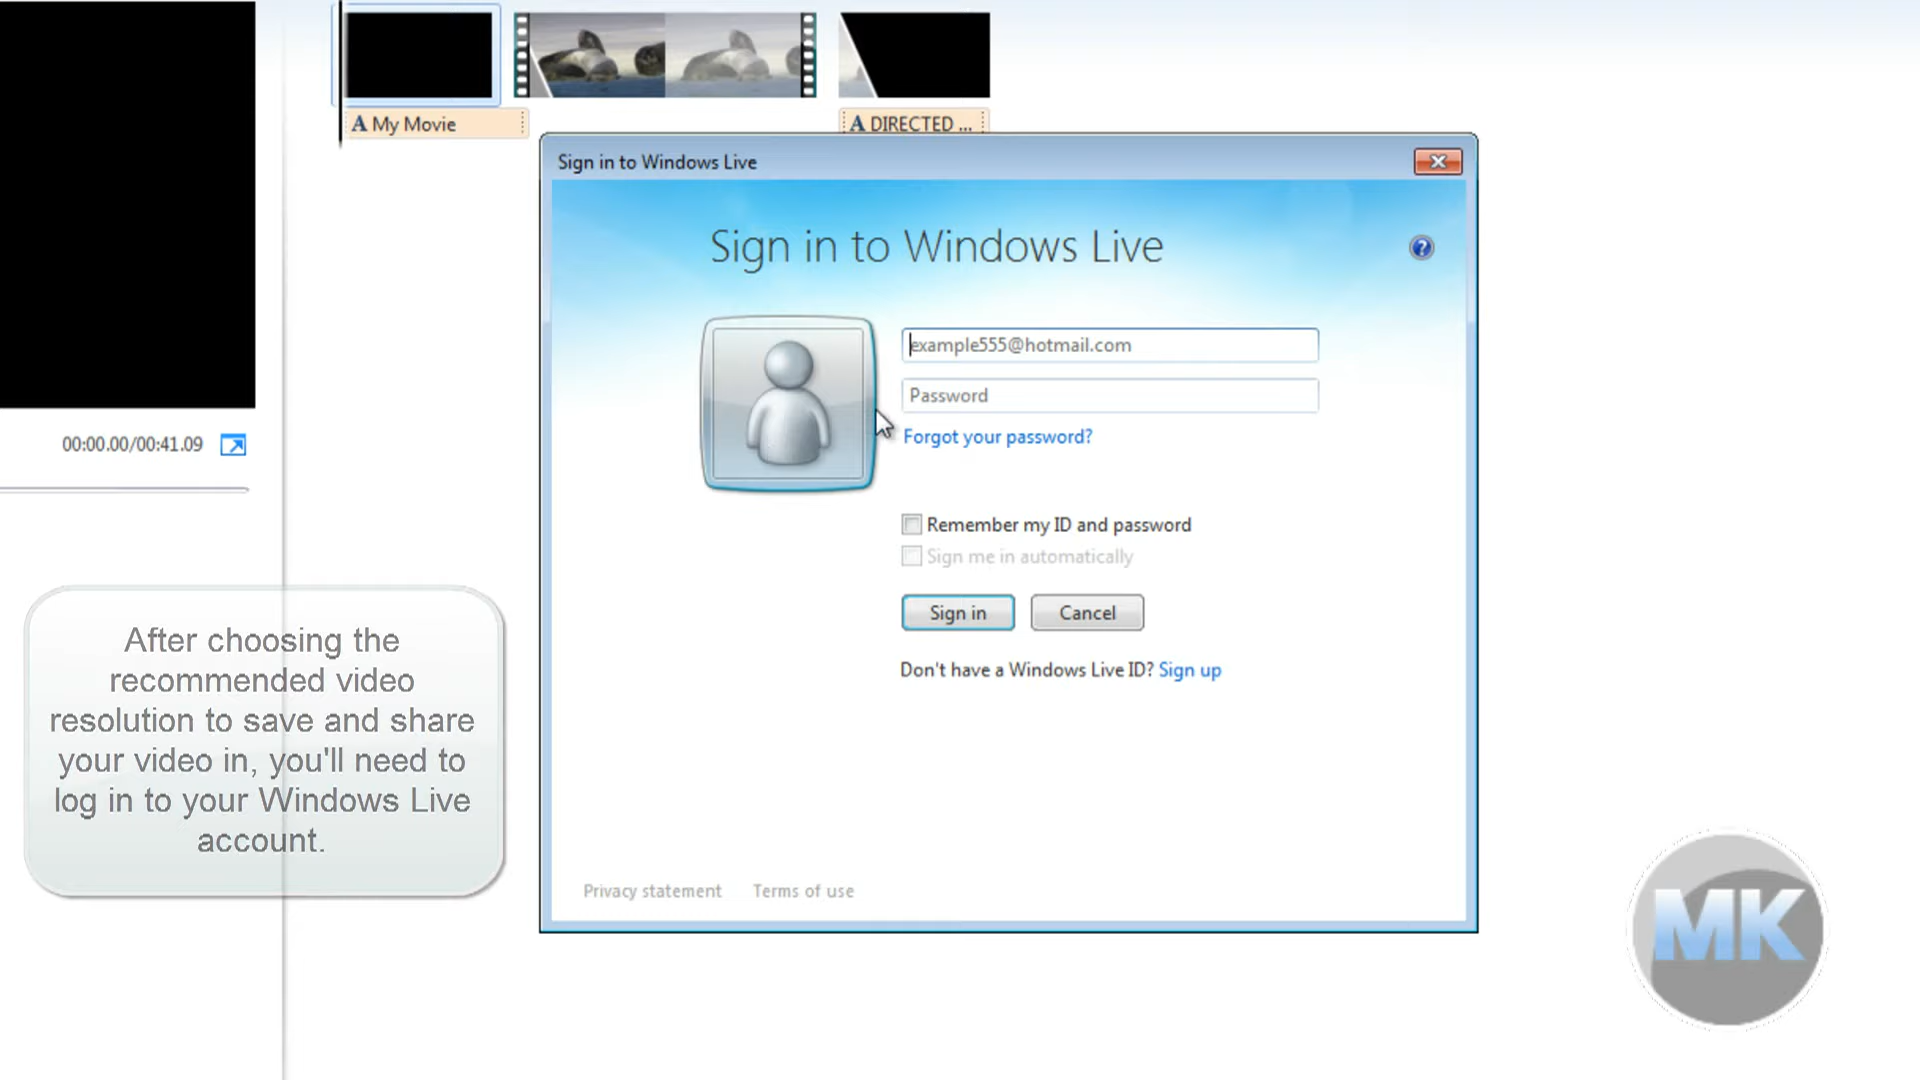 A My Movie
A DIRECTED ...
Sign in to Windows Live
Sign in to Windows Live
example555@hotmail.com
Password
00:00.00/00:41.09
Forgot your password?
Remember my ID and password
Sign me in automatically
Sign in
Cancel
Don't have a Windows Live ID? Sign up
After choosing the
recommended video
resolution to save and share
your video in, you'll need to
log in to your Windows Live
account.
Privacy statement
Terms of use
MK